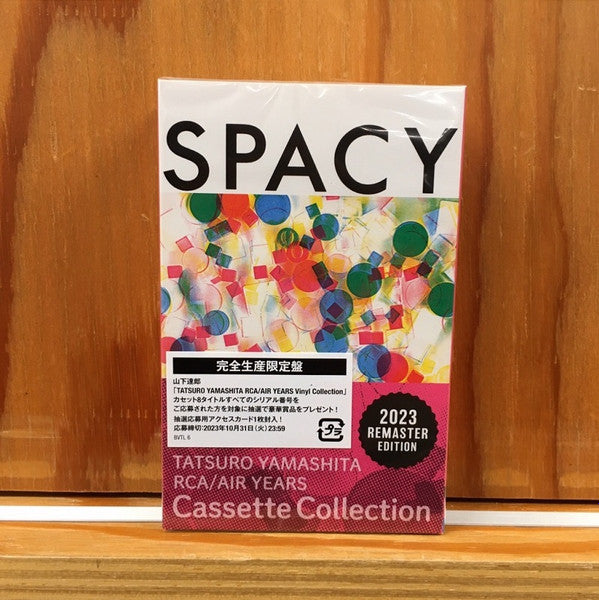 SPACY
完全生産限定盤
山下達郎
「TATSURO YAMASHITA RCA/AIR YEARS Vinyl Collection」
カセット8タイトルすべてのシリアル番号を
ご応募された方を対象に抽選で豪華賞品をプレゼント!
抽選応募用アクセスカード1枚封入!
応募締切:2023年10月31日(火)23:59
BVTL 6
プラ
2023
REMASTER
EDITION
TATSURO YAMASHITA
RCA/AIR YEARS
Cassette Collection